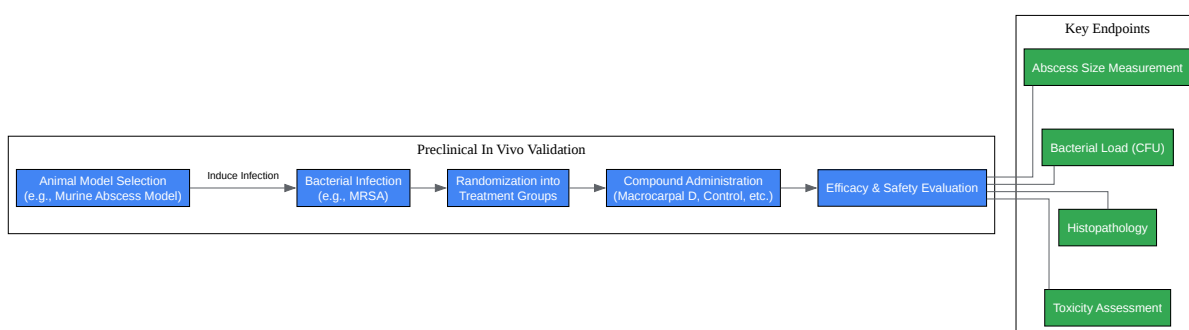 Key Endpoints
Abscess Size Measurement
Bacterial Load (CFU)
Preclinical In Vivo Validation
Animal Model Selection
(e.g., Murine Abscess Model)
Induce Infection
Bacterial Infection
(e.g., MRSA)
Randomization into
Treatment Groups
Compound Administration
(Macrocarpal D, Control, etc.)
Efficacy & Safety Evaluation
Histopathology
Toxicity Assessment